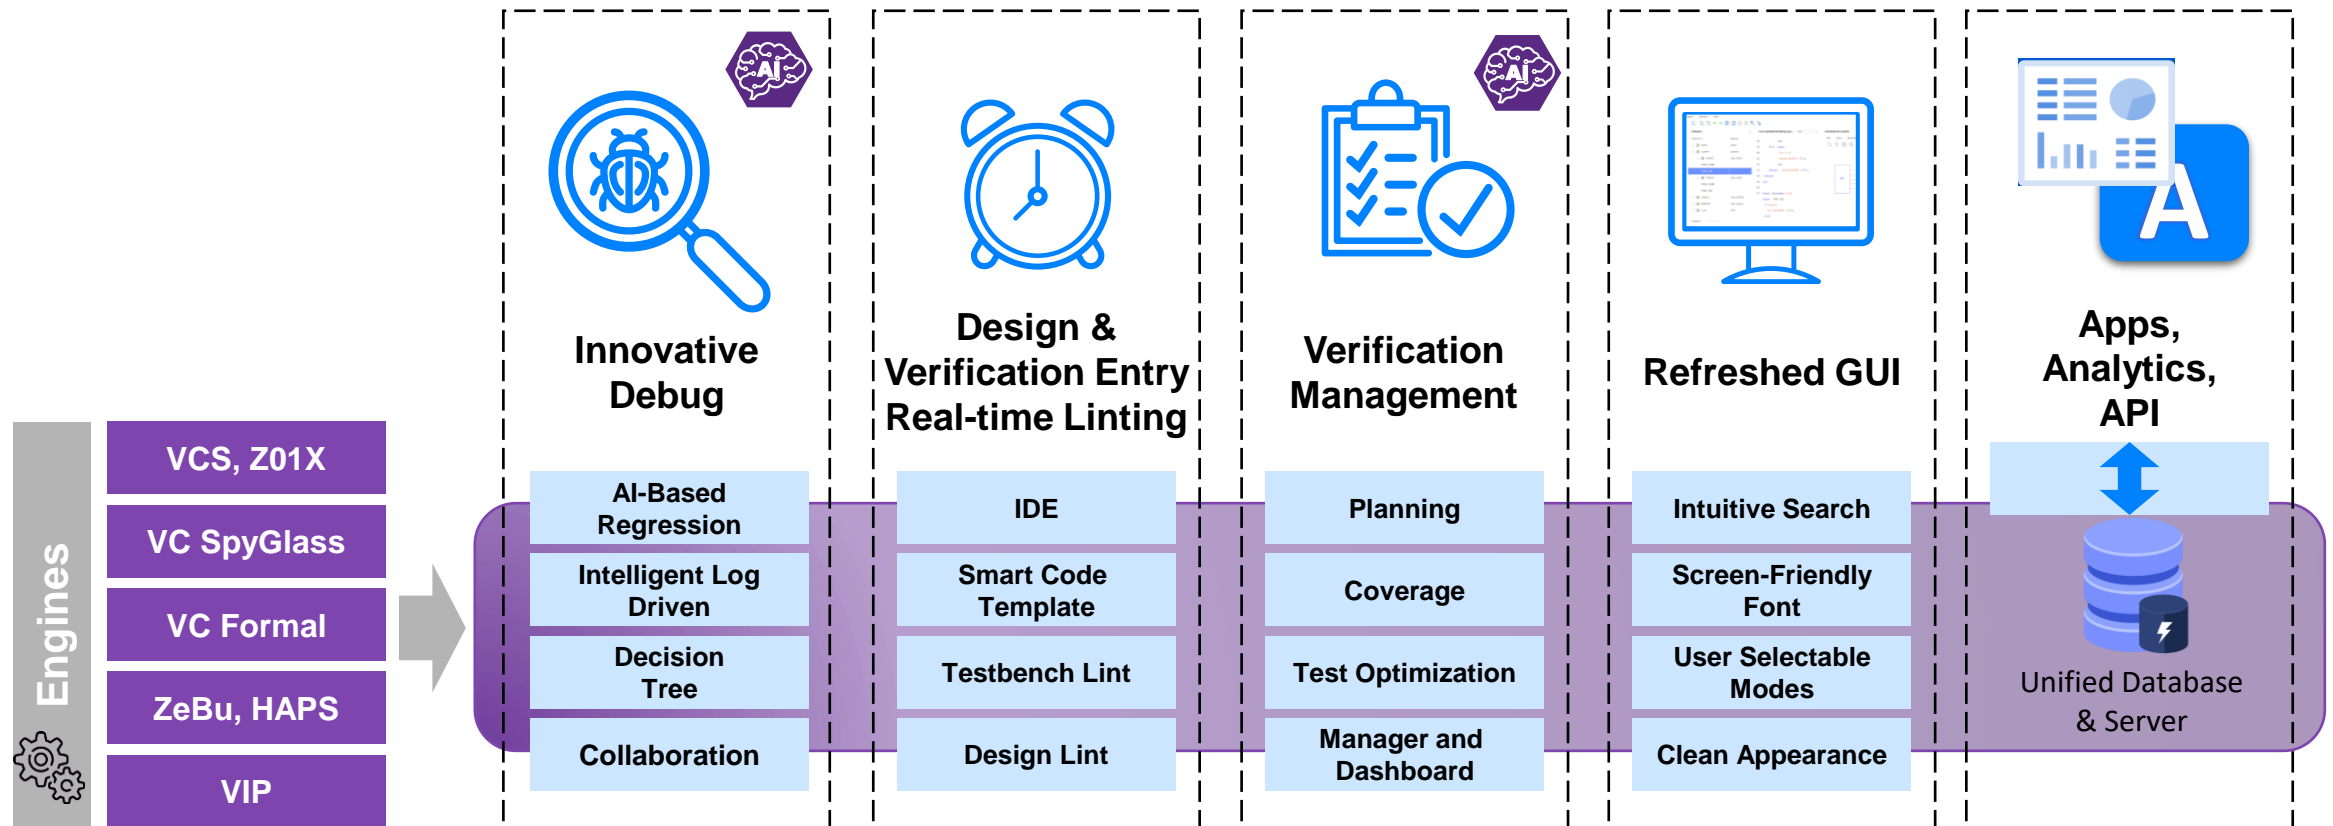 Engines
VCS, Z01X
VC SpyGlass
VC Formal
ZeBu, HAPS
VIP
AI
Innovative
Debug
AI-Based
Regression
Intelligent Log
Driven
Decision
Tree
Collaboration
Design &
Verification Entry
Real-time Linting
IDE
Smart Code
Template
Testbench Lint
Design Lint
AI
Verification
Management
Planning
Coverage
Test Optimization
Manager and
Dashboard
Refreshed GUI
Intuitive Search
Screen-Friendly
Font
User Selectable
Modes
Clean Appearance
A
Apps,
Analytics,
API
Unified Database
& Server